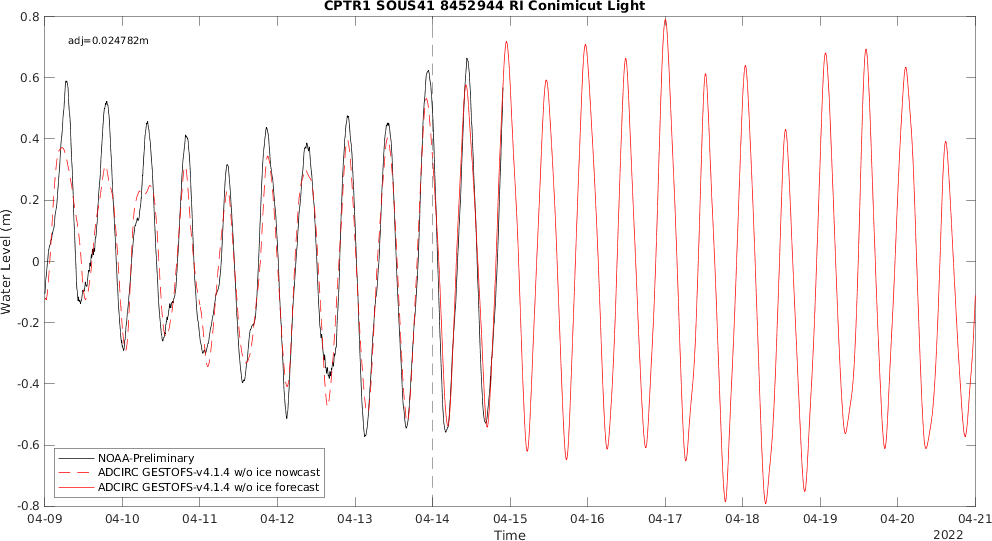 CPTR1 SOUS41 8452944 RI Conimicut Light
adj=0.024782m
0.8
0.6
0.4
0.2
0
-0.2
-0.4
-0.6
-0.8
Water Level (m)
NOAA-Preliminary
ADCIRC GESTOFS-v4.1.4 w/o ice nowcast
ADCIRC GESTOFS-v4.1.4 w/o ice forecast
04-09 04-10 04-11 04-12 04-13 04-14 04-15 04-16 04-17 04-18 04-19 04-20 04-21
Time
2022